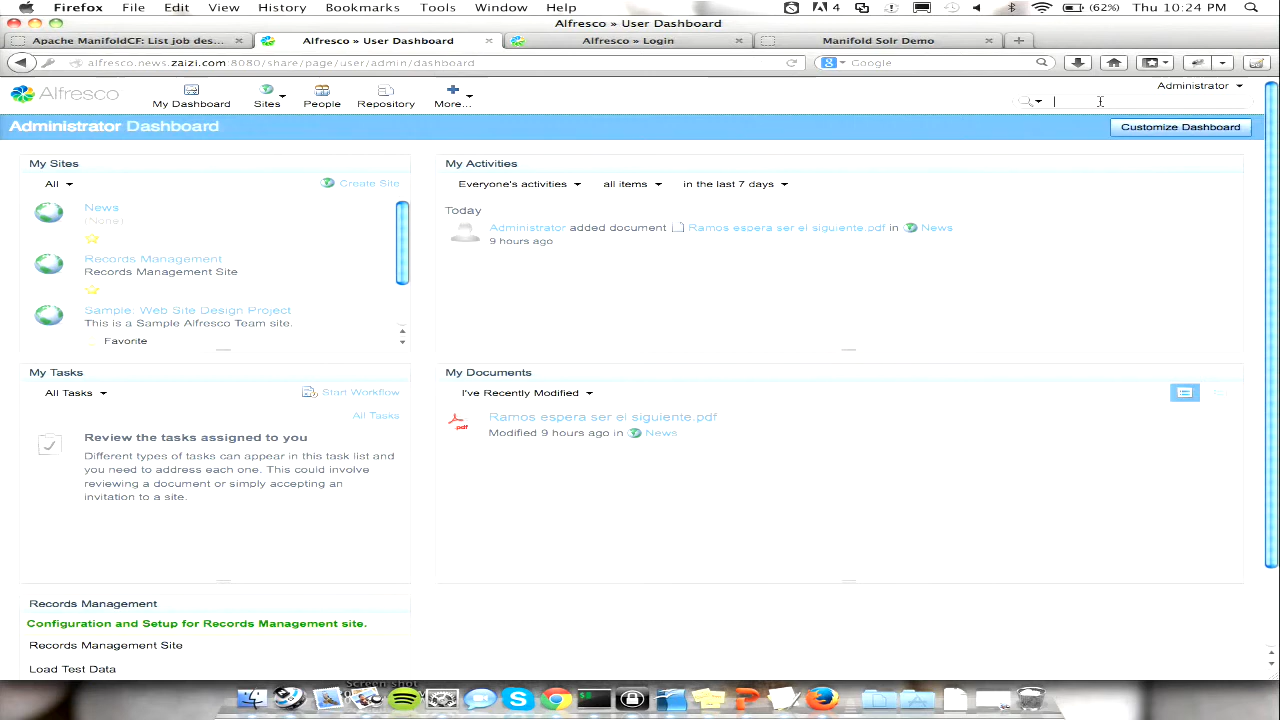 Firefox File Edit View History Bookmarks Tools Window Help 4 (62%) Thu 10:24 PM
Alfresco » User Dashboard
Apache ManifoldCF: List job des... Alfresco » User Dashboard Alfresco » Login Manifold Solr Demo
alfresco.news.zaizi.com:8080/share/page/user/admin/dashboard Google
Alfresco My Dashboard Sites People Repository More... Administrator
Administrator Dashboard Customize Dashboard
My Sites
All Create Site
News
(None)
Records Management
Records Management Site
Sample: Web Site Design Project
This is a Sample Alfresco Team site.
Favorite
My Activities
Everyone's activities all items in the last 7 days
Today
Administrator added document Ramos espera ser el siguiente.pdf in News
9 hours ago
My Tasks
All Tasks Start Workflow
All Tasks
Review the tasks assigned to you
Different types of tasks can appear in this task list and
you need to address each one. This could involve
reviewing a document or simply accepting an
invitation to a site.
My Documents
I've Recently Modified
pdf Ramos espera ser el siguiente.pdf
Modified 9 hours ago in News
Records Management
Configuration and Setup for Records Management site.
Records Management Site
Load Test Data
Screen shot